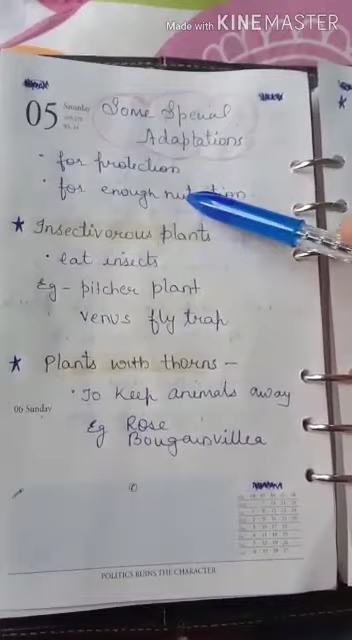 Made with KINEMASTER
05 Saturday
Some Special
Adaptations
• for protection
• for enough nutrition
★ Insectivorous plants
• eat insects
Eg - pitcher plant
venus fly trap
★ Plants with thorns -
• To keep animals away
06 Sunday
Eg Rose
Bougainvillea
POLITICS RUINS THE CHARACTER